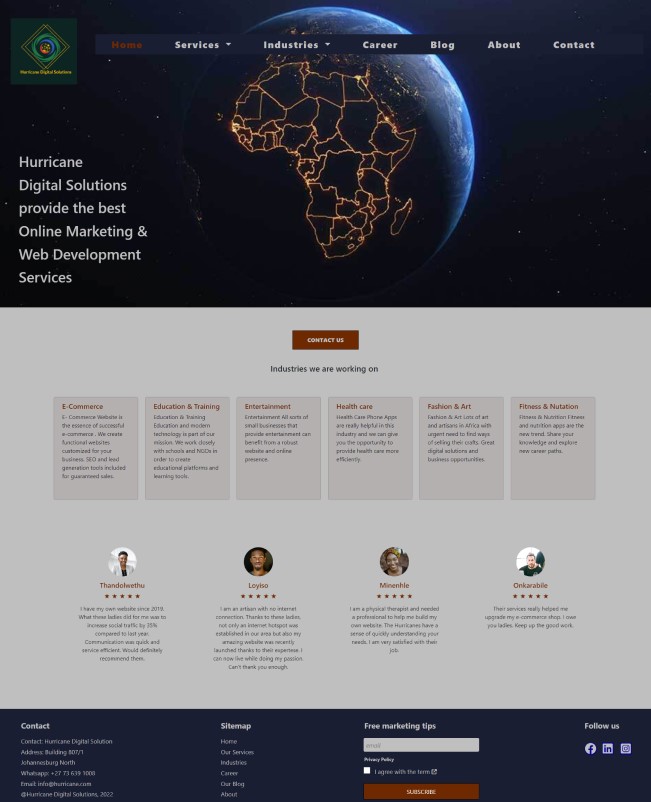 Hurricane Digital Solutions
Home Services Industries Career Blog About Contact
Hurricane
Digital Solutions
provide the best
Online Marketing &
Web Development
Services
CONTACT US
Industries we are working on
E-Commerce
E- Commerce Website is
the essence of successful
e-commerce . We create
functional websites
customized for your
business. SEO and lead
generation tools included
for guaranteed sales.
Education & Training
Education & Training
Education and modern
technology is part of our
mission. We work closely
with schools and NGOs in
order to create
educational platforms and
learning tools.
Entertainment
Entertainment All sorts of
small businesses that
provide entertainment can
benefit from a robust
website and online
presence.
Health care
Health Care Phone Apps
are really helpful in this
industry and we can give
you the opportunity to
provide health care more
efficiently.
Fashion & Art
Fashion & Art Lots of art
and artisans in Africa with
urgent need to find ways
of selling their crafts. Great
digital solutions and
business opportunities.
Fitness & Nutation
Fitness & Nutrition Fitness
and nutrition apps are the
new trend. Share your
knowledge and explore
new career paths.
Thandolwethu
I have my own website since 2019.
What these ladies did for me was to
increase social traffic by 25%
compared to last year.
Communication was quick and
service efficient. Would definitely
recommend them.
Loyiso
I am an artisan with no internet
connection. Thanks to these ladies,
not only an internet hotspot was
established in our area but also my
amazing website was recently
launched thanks to their expertese. I
can now live while doing my passion.
Can't thank you enough.
Minenhle
I am a physical therapist and needed
a professional to help me build my
own website. The Hurricanes have a
sense of quickly understanding your
needs. I am very satisfied with their
job.
Onkarabile
Their services really helped me
upgrade my e-commerce shop. I owe
you ladies. Keep up the good work.
Contact
Contact: Hurricane Digital Solution
Address: Building 807/1
Johannesburg North
Whatsapp: +27 73 639 1000
Email: info@hurricane.com
@Hurricane Digital Solutions, 2022
Sitemap
Home
Our Services
Industries
Career
Our Blog
About
Free marketing tips
email
Privacy Policy
I agree with the term
SUBSCRIBE
Follow us